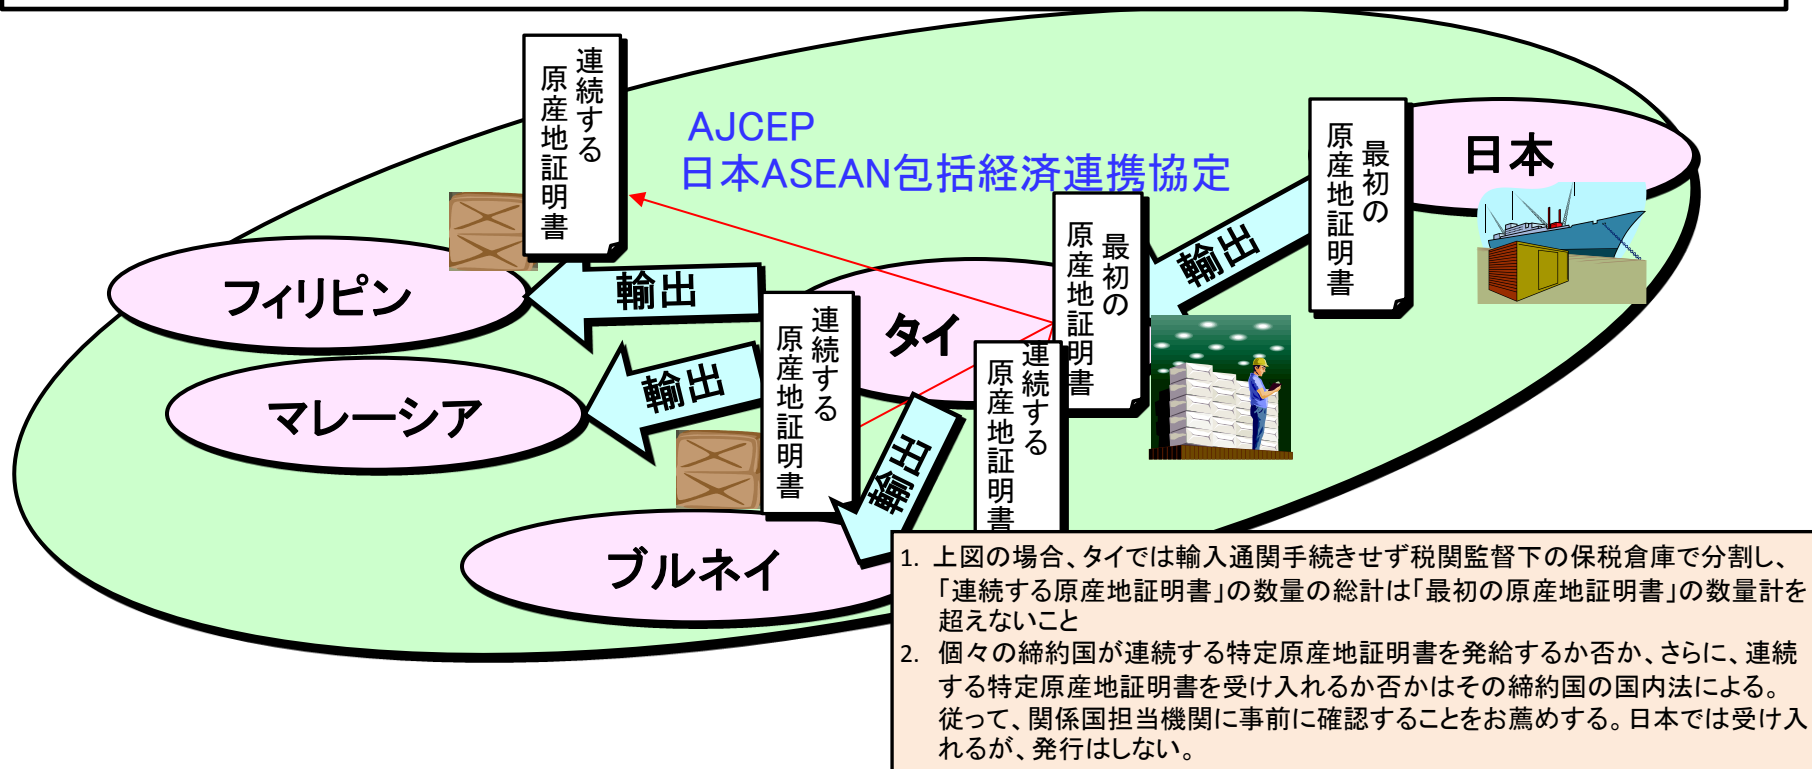 連続する
原産地証明書
AJCEP
日本ASEAN包括経済連携協定
最初の
原産地証明書
日本
最初の
原産地証明書
輸出
フィリピン
輸出
タイ
連続する
原産地証明書
連続する
原産地証明書
輸出
マレーシア
輸出
ブルネイ
1. 上図の場合、タイでは輸入通関手続きせず税関監督下の保税倉庫で分割し、
「連続する原産地証明書」の数量の総計は「最初の原産地証明書」の数量計を
超えないこと
2. 個々の締約国が連続する特定原産地証明書を発給するか否か、さらに、連続
する特定原産地証明書を受け入れるか否かはその締約国の国内法による。
従って、関係国担当機関に事前に確認することをお薦めする。日本では受け入
れるが、発行はしない。